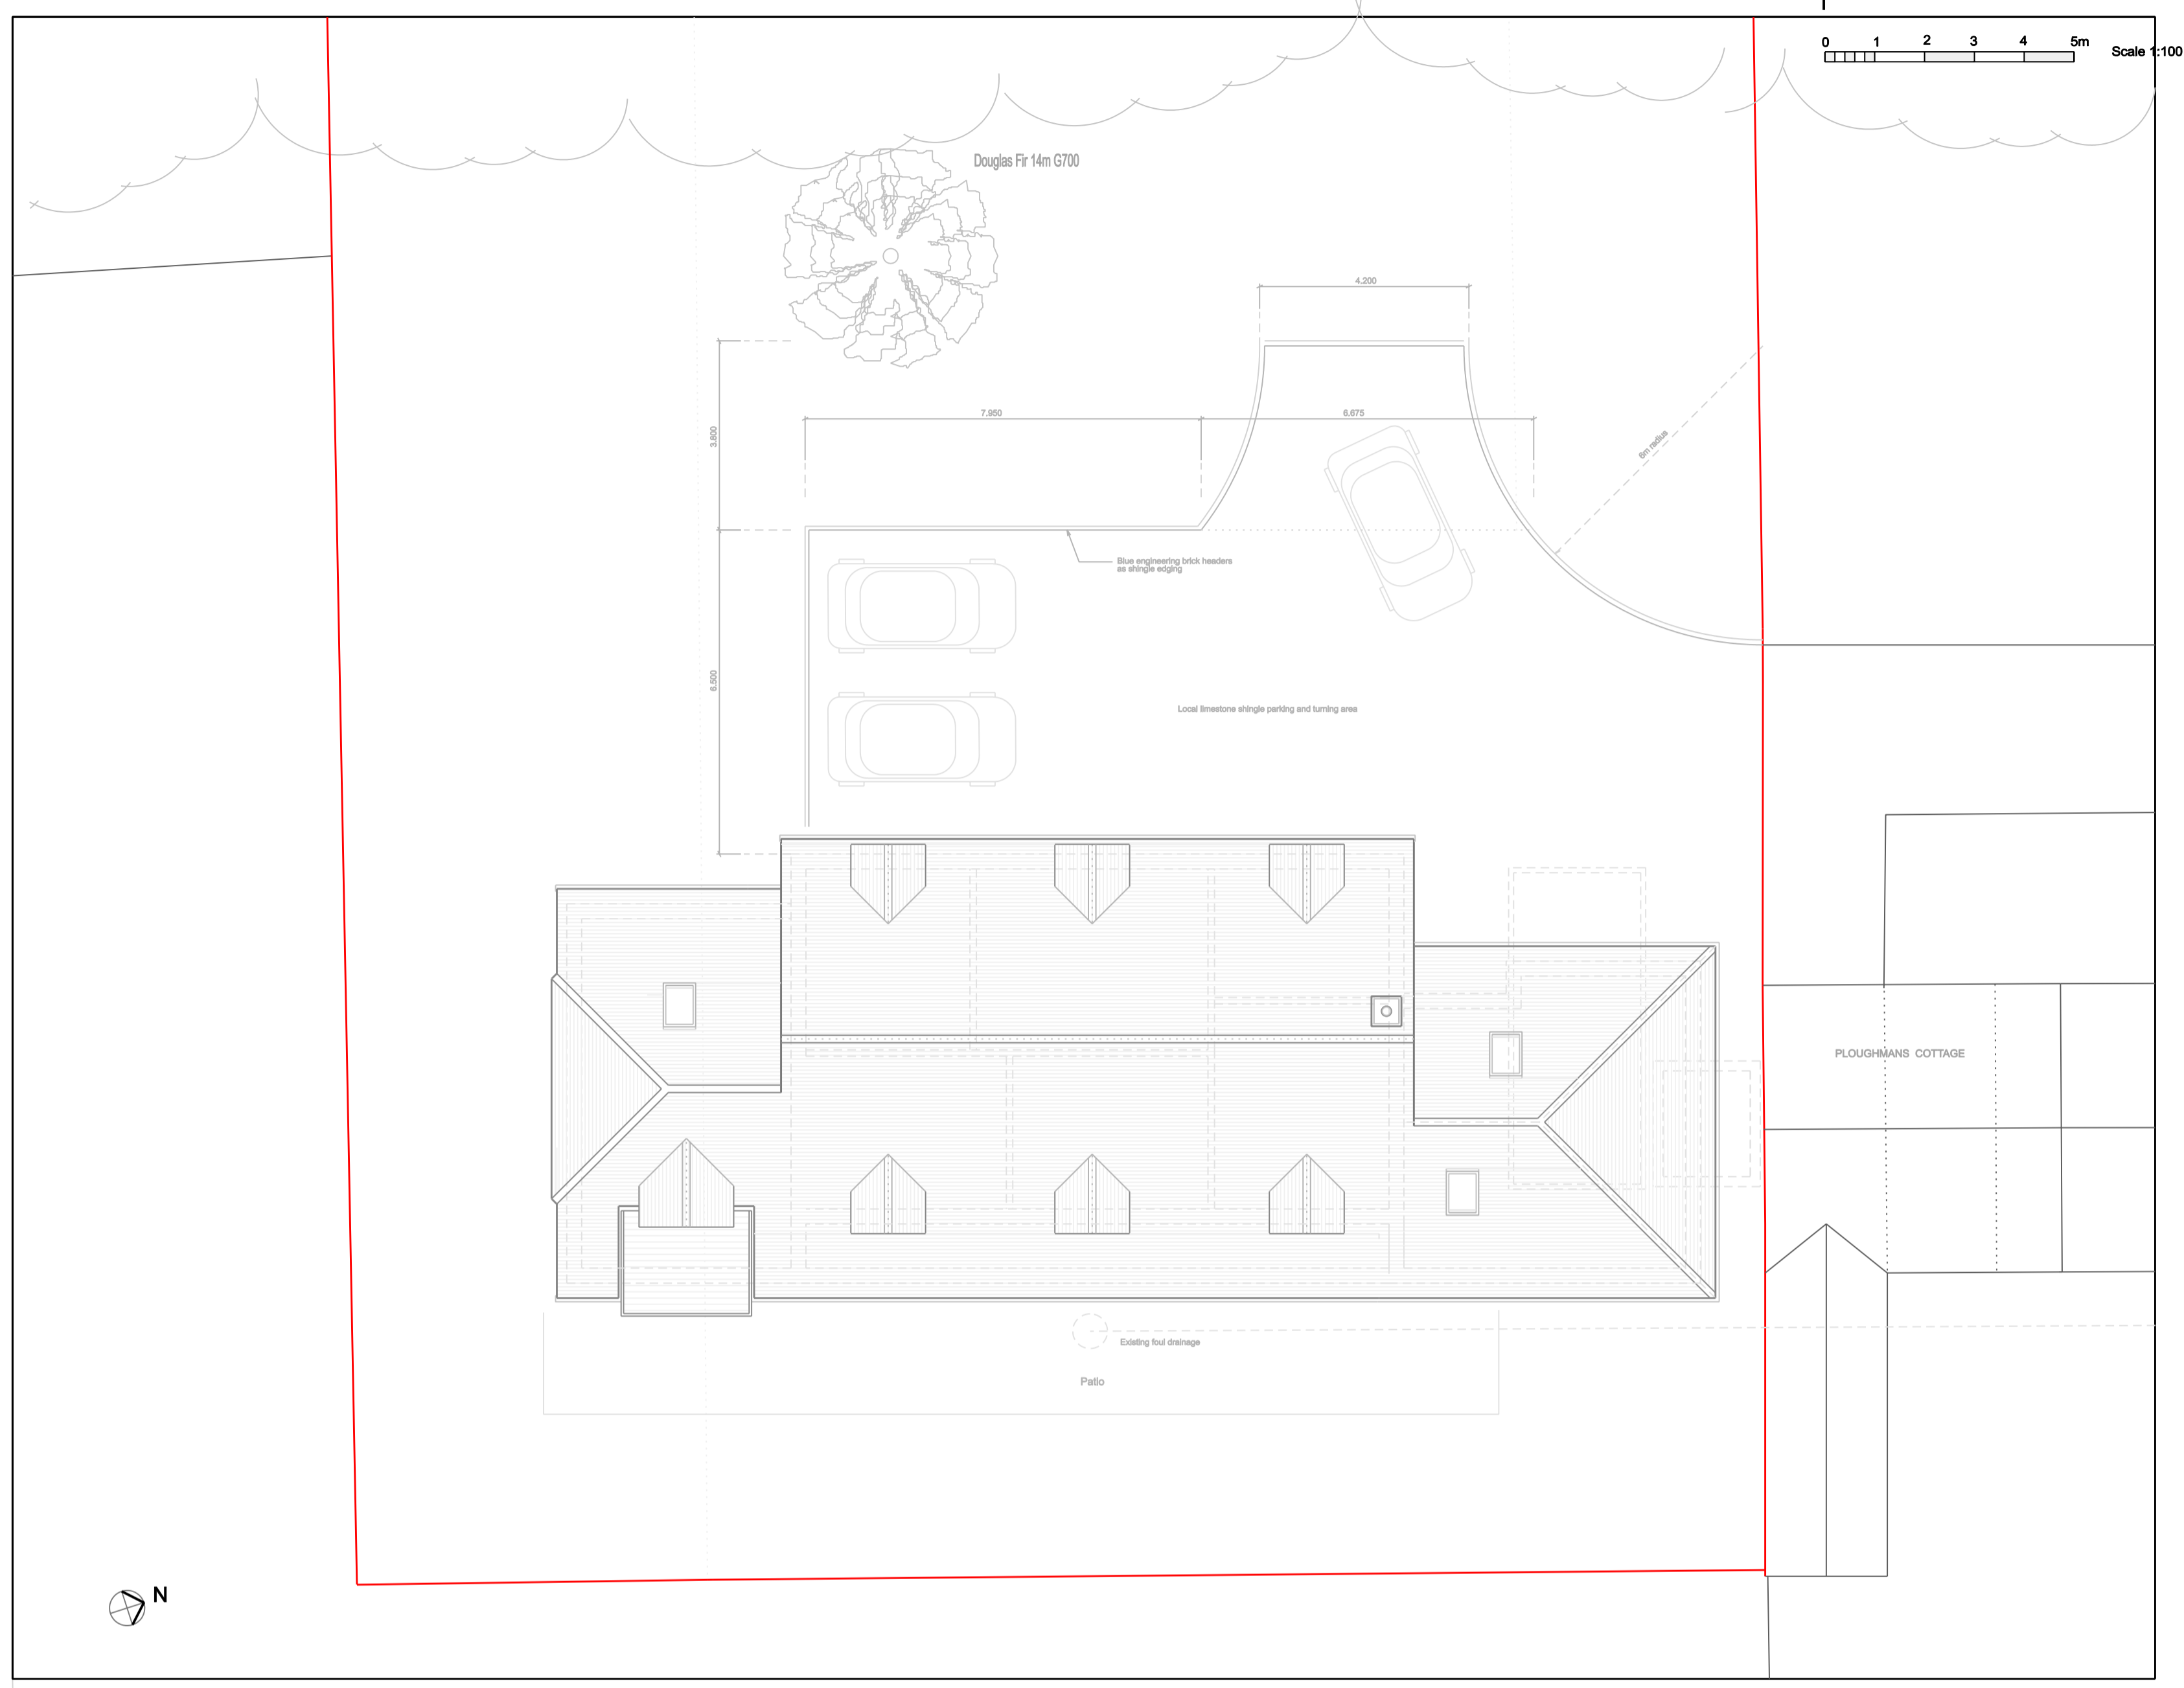 0 1 2 3 4 5m Scale 1:100
Douglas Fir 14m G700
4.200
7.950 6.675
3.800
6m radius
Blue engineering brick headers
as shingle edging
6.500
Local limestone shingle parking and turning area
PLOUGHMANS COTTAGE
Existing foul drainage
Patio
N